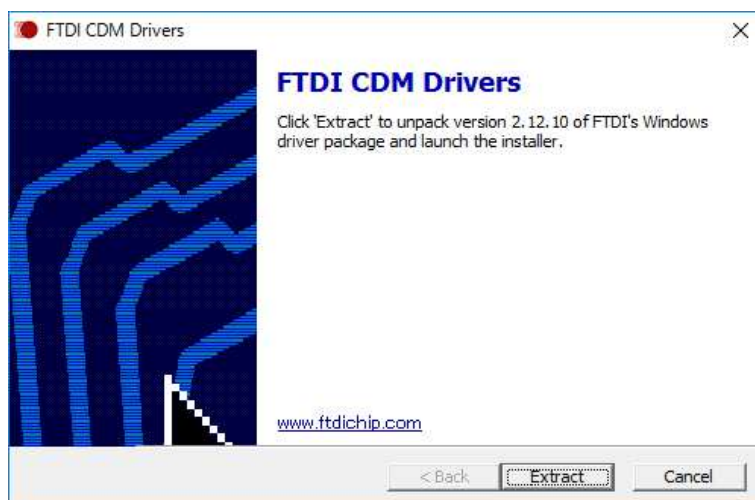 FTDI CDM Drivers
FTDI CDM Drivers
Click 'Extract' to unpack version 2.12.10 of FTDI's Windows
driver package and launch the installer.
www.ftdichip.com
< Back Extract Cancel